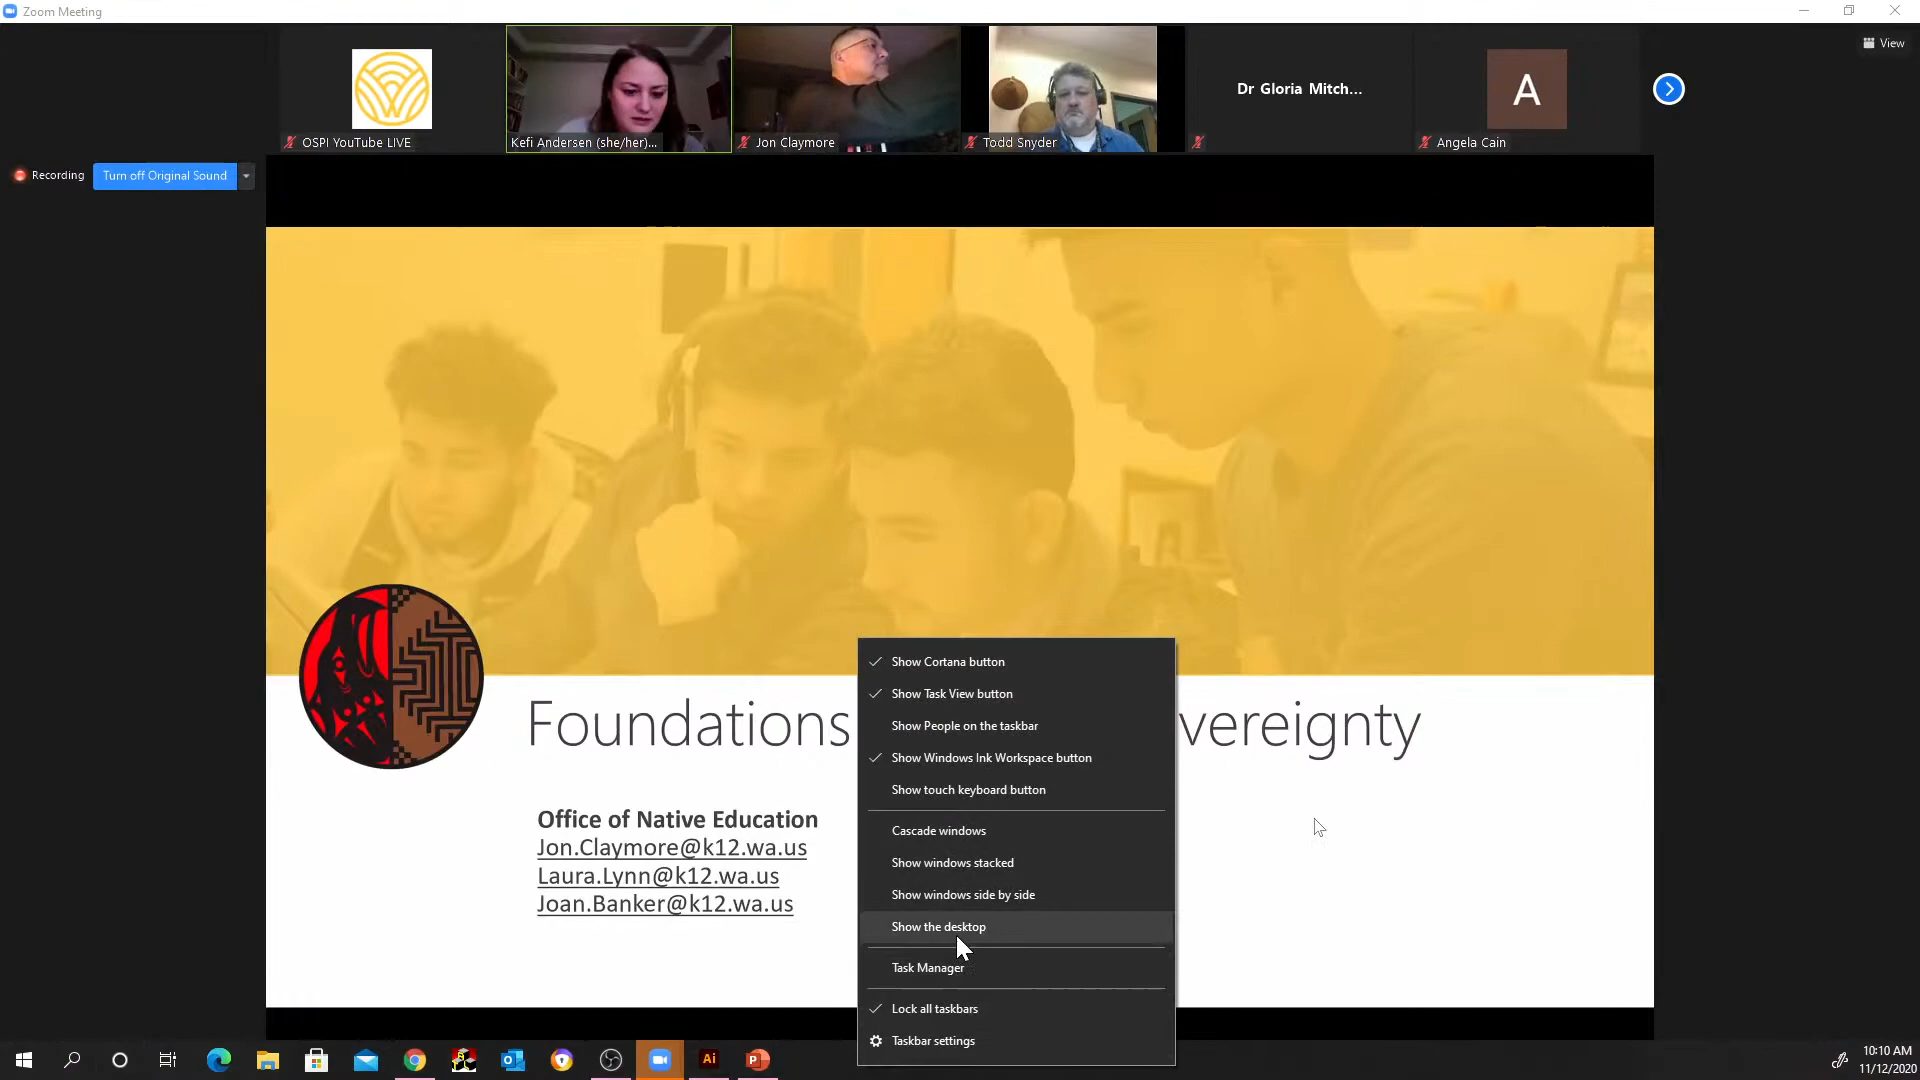 Zoom Meeting
View
OSPI YouTube LIVE
Kefi Andersen (she/her)...
Jon Claymore
Todd Snyder
Dr Gloria Mitch...
A
Angela Cain
Recording
Turn off Original Sound
Foundations
vereignty
Office of Native Education
Jon.Claymore@k12.wa.us
Laura.Lynn@k12.wa.us
Joan.Banker@k12.wa.us
Show Cortana button
Show Task View button
Show People on the taskbar
Show Windows Ink Workspace button
Show touch keyboard button
Cascade windows
Show windows stacked
Show windows side by side
Show the desktop
Task Manager
Lock all taskbars
Taskbar settings
Ai
P
10:10 AM
11/12/2020